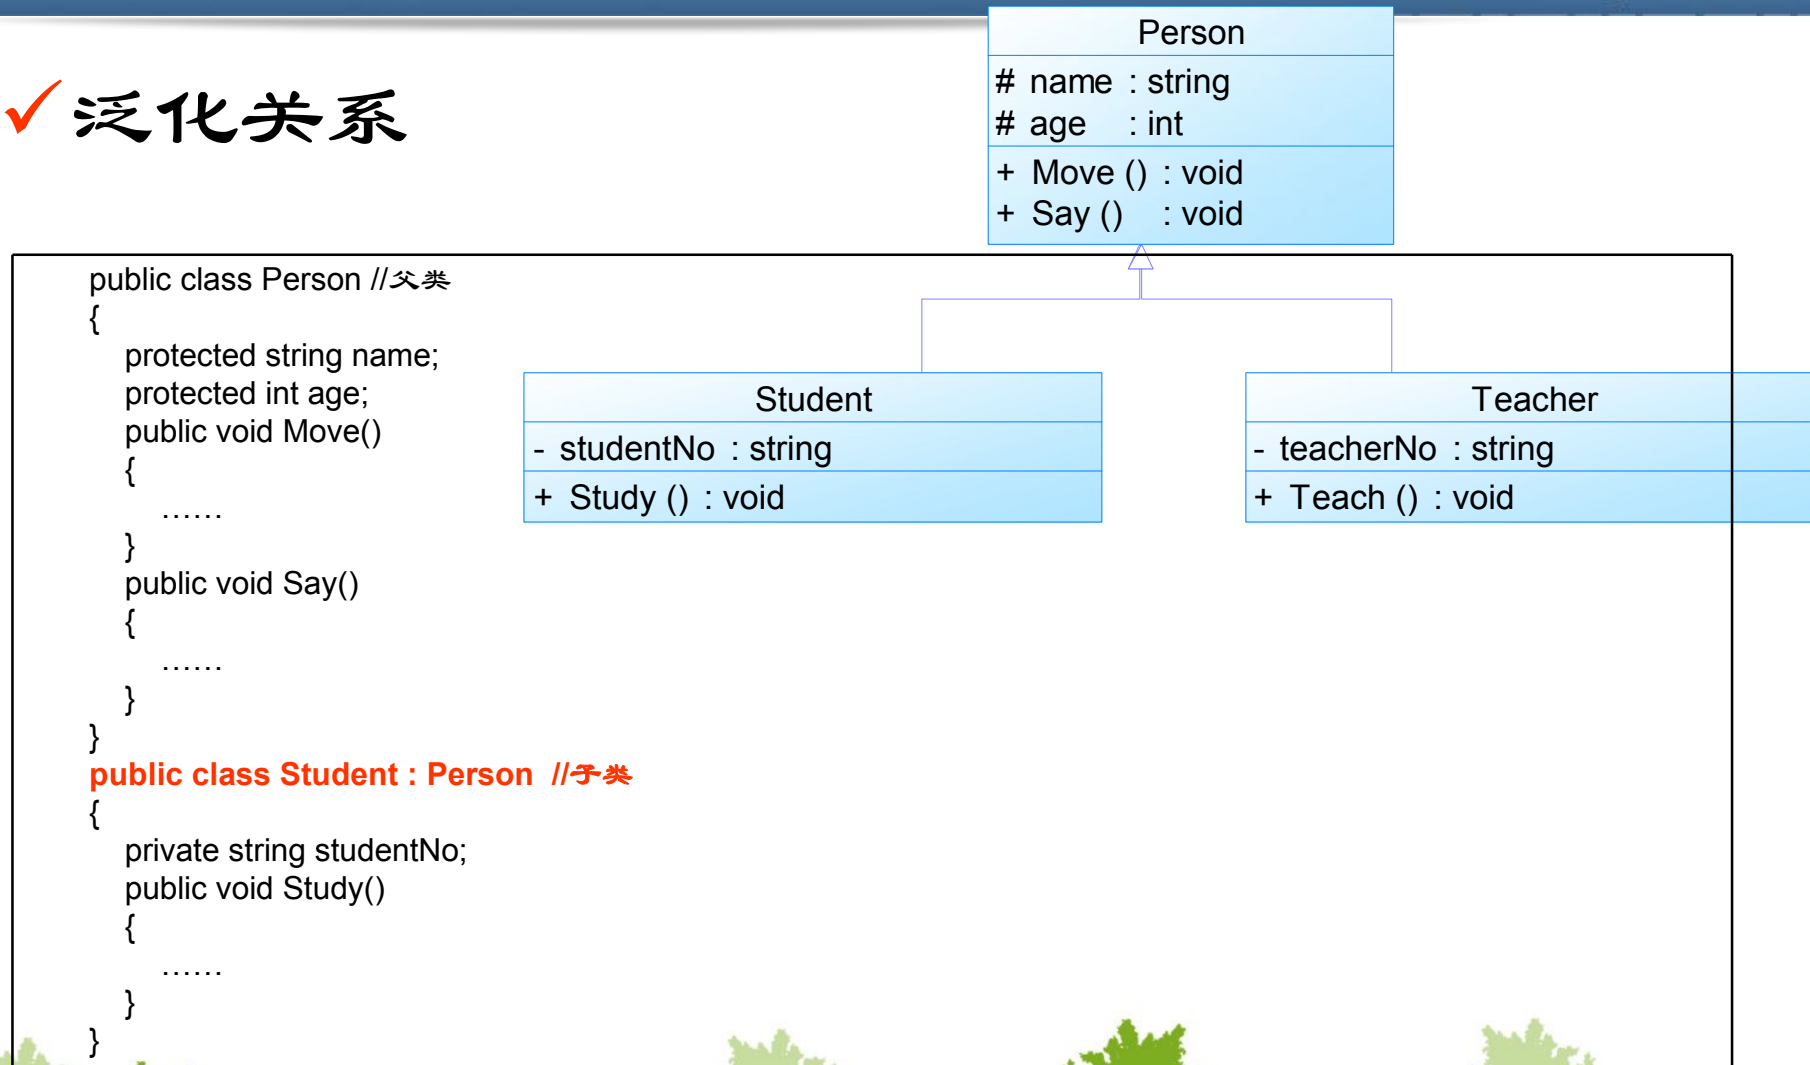 泛化关系
Person
# name : string
# age : int
+ Move () : void
+ Say () : void
Student
- studentNo : string
+ Study () : void
Teacher
- teacherNo : string
+ Teach () : void
public class Person //父类
{
protected string name;
protected int age;
public void Move()
{
……
}
public void Say()
{
……
}
}
public class Student : Person //子类
{
private string studentNo;
public void Study()
{
……
}
}